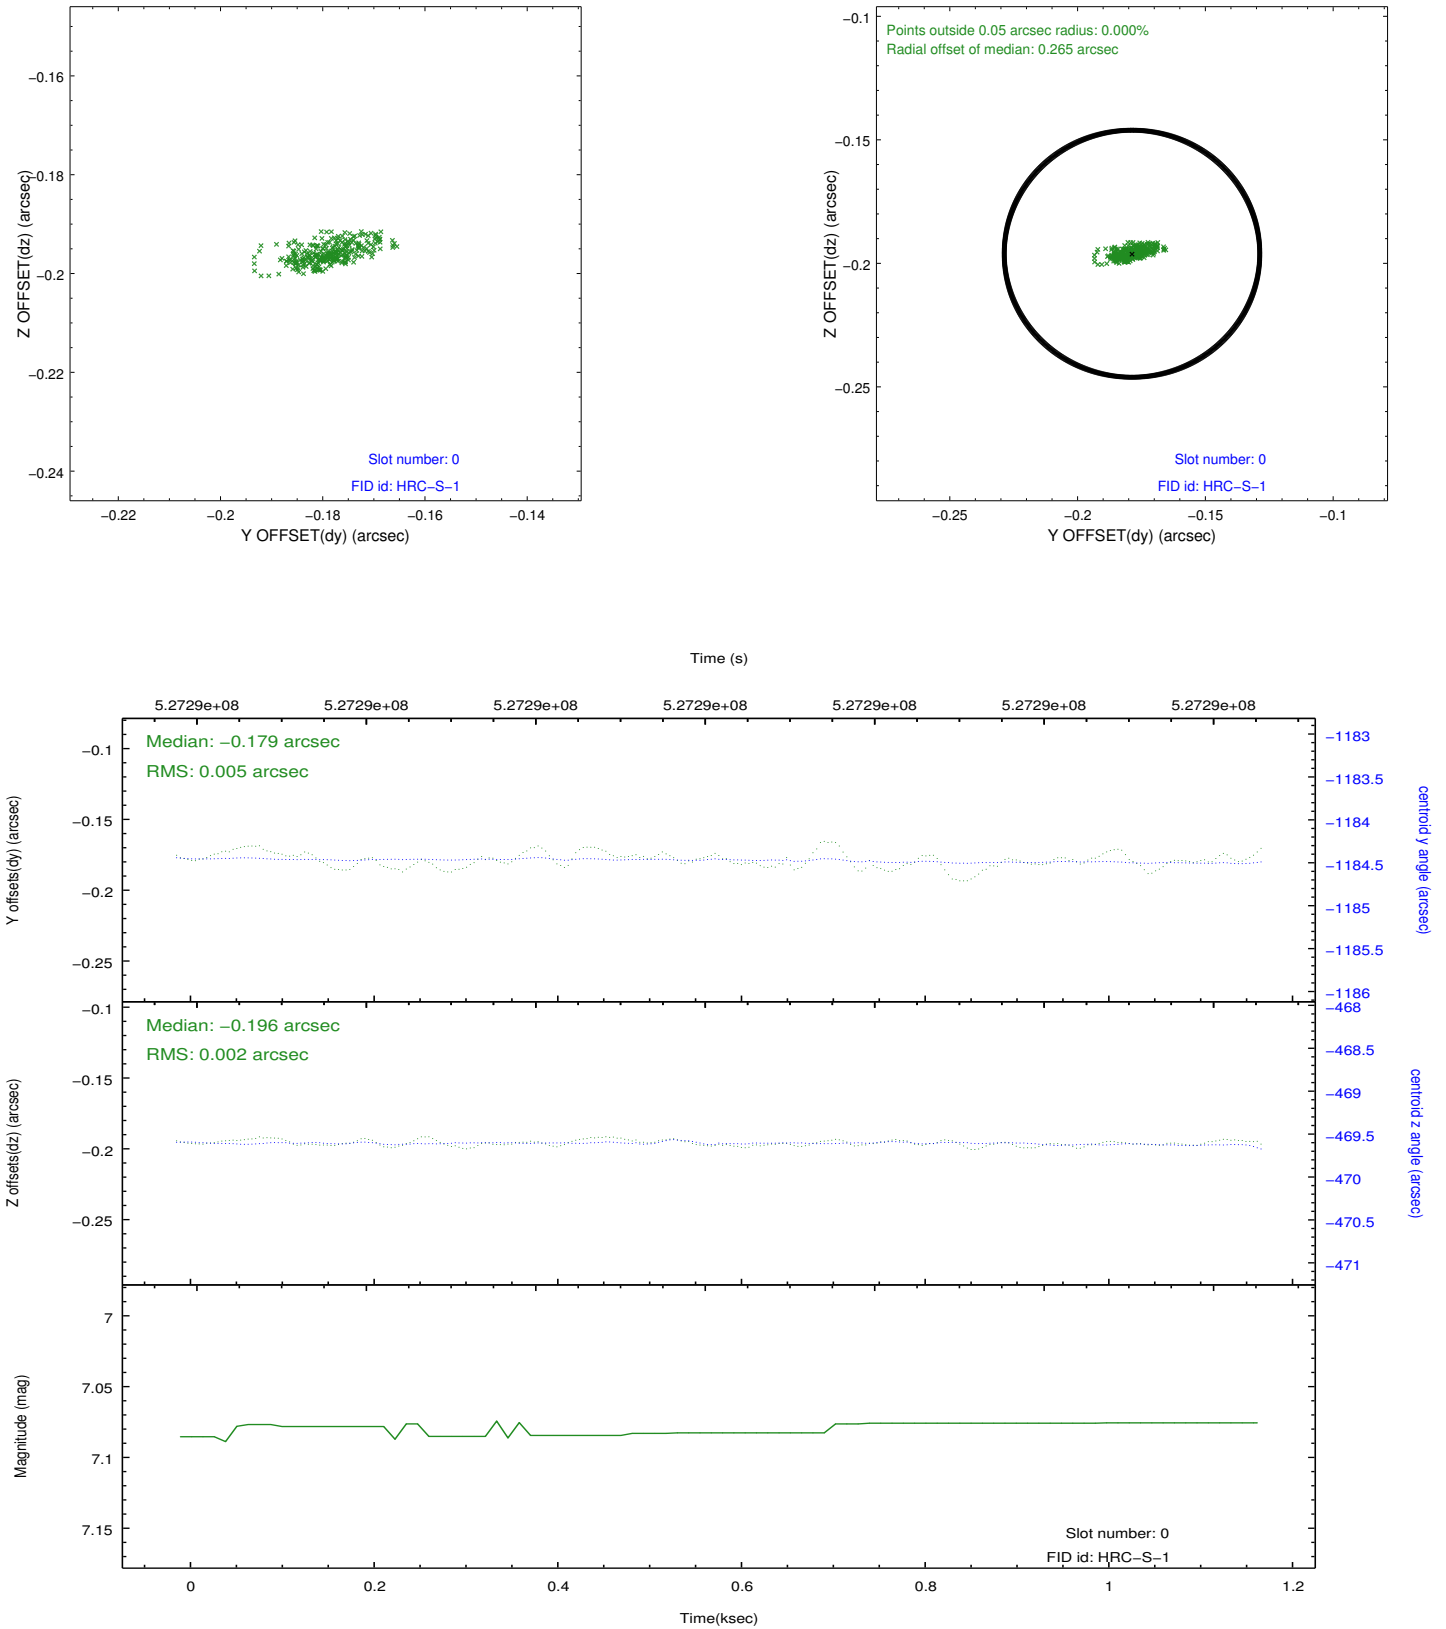 −0.16
−0.18
−0.2
−0.22
−0.24
Z OFFSET(dz) (arcsec)
Slot number: 0
FID id: HRC−S−1
−0.22 −0.2 −0.18 −0.16 −0.14
Y OFFSET(dy) (arcsec)
−0.1
−0.15
−0.2
−0.25
Z OFFSET(dz) (arcsec)
Points outside 0.05 arcsec radius: 0.000%
Radial offset of median: 0.265 arcsec
Slot number: 0
FID id: HRC−S−1
−0.25 −0.2 −0.15 −0.1
Y OFFSET(dy) (arcsec)
Time (s)
5.2729e+08 5.2729e+08 5.2729e+08 5.2729e+08 5.2729e+08 5.2729e+08 5.2729e+08
Y offsets(dy) (arcsec)
−0.1
−0.15
−0.2
−0.25
Median: −0.179 arcsec
RMS: 0.005 arcsec
−1183
−1183.5
−1184
−1184.5
−1185
−1185.5
−1186
centroid y angle (arcsec)
Z offsets(dz) (arcsec)
−0.1
−0.15
−0.2
−0.25
Median: −0.196 arcsec
RMS: 0.002 arcsec
−468
−468.5
−469
−469.5
−470
−470.5
−471
centroid z angle (arcsec)
Magnitude (mag)
7
7.05
7.1
7.15
Slot number: 0
FID id: HRC−S−1
0 0.2 0.4 0.6 0.8 1 1.2
Time(ksec)